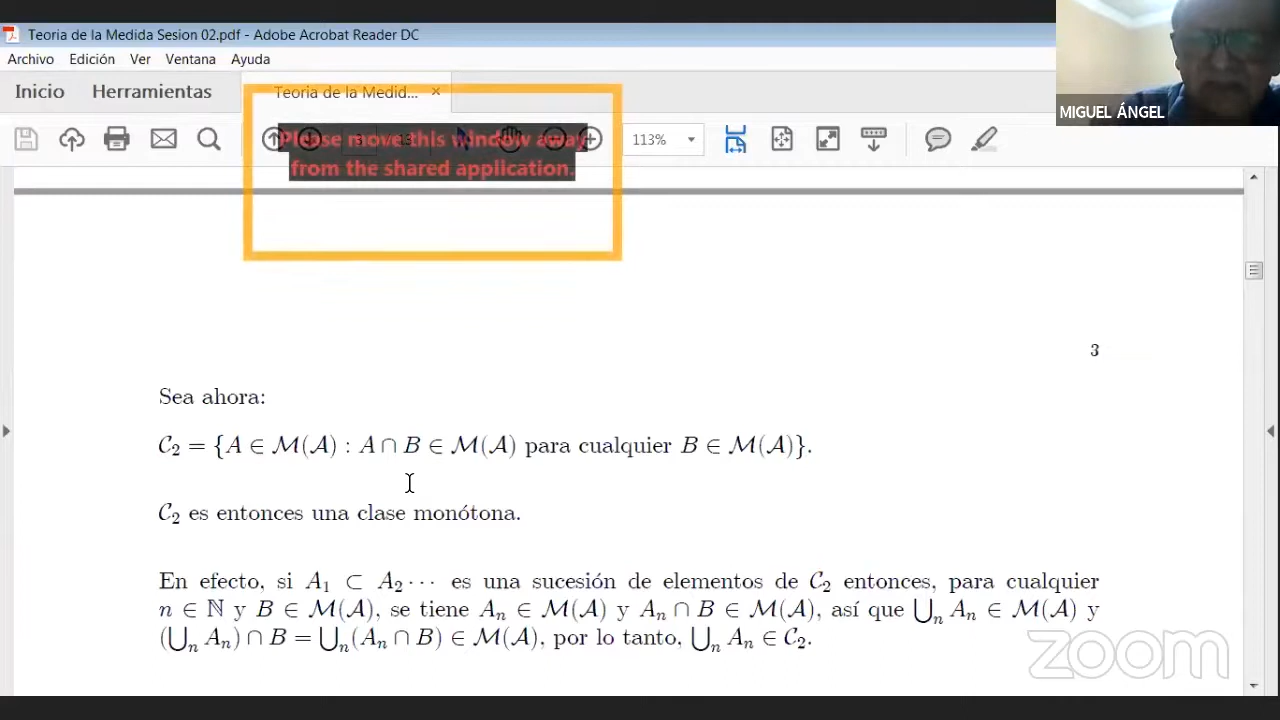 Teoria de la Medida Sesion 02.pdf - Adobe Acrobat Reader DC
Archivo Edición Ver Ventana Ayuda
Inicio Herramientas Teoria de la Medid... ×
MIGUEL ÁNGEL
Please move this window away
from the shared application.
113%
3
Sea ahora:
𝒞₂ = {A ∈ ℳ(𝒜) : A ∩ B ∈ ℳ(𝒜) para cualquier B ∈ ℳ(𝒜)}.
𝒞₂ es entonces una clase monótona.
En efecto, si A₁ ⊂ A₂ ⋯ es una sucesión de elementos de 𝒞₂ entonces, para cualquier
n ∈ ℕ y B ∈ ℳ(𝒜), se tiene Aₙ ∈ ℳ(𝒜) y Aₙ ∩ B ∈ ℳ(𝒜), así que ⋃ₙ Aₙ ∈ ℳ(𝒜) y
(⋃ₙ Aₙ) ∩ B = ⋃ₙ(Aₙ ∩ B) ∈ ℳ(𝒜), por lo tanto, ⋃ₙ Aₙ ∈ 𝒞₂.
zoom